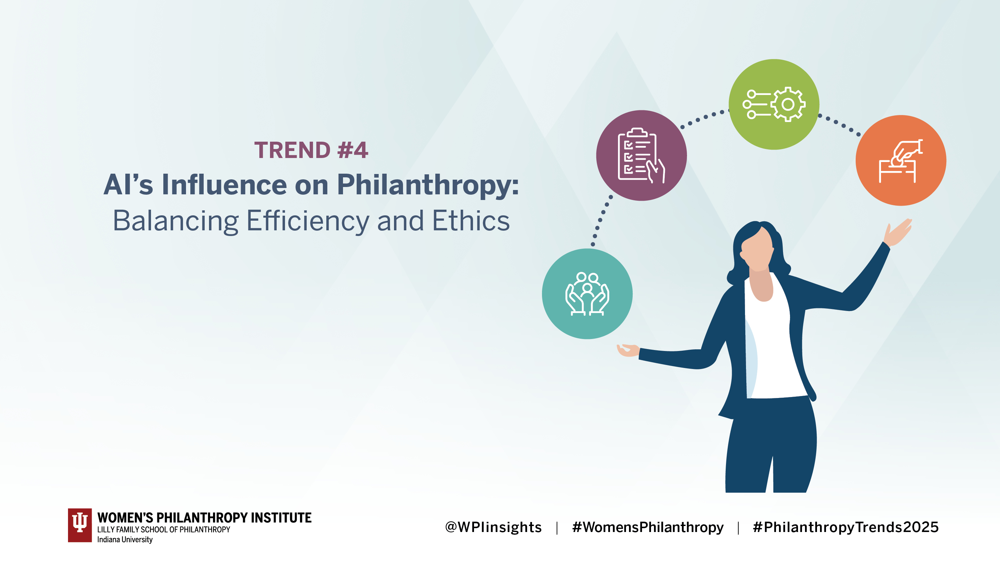 TREND #4
AI’s Influence on Philanthropy:
Balancing Efficiency and Ethics
WOMEN’S PHILANTHROPY INSTITUTE
LILLY FAMILY SCHOOL OF PHILANTHROPY
Indiana University
@WPIinsights | #WomensPhilanthropy | #PhilanthropyTrends2025